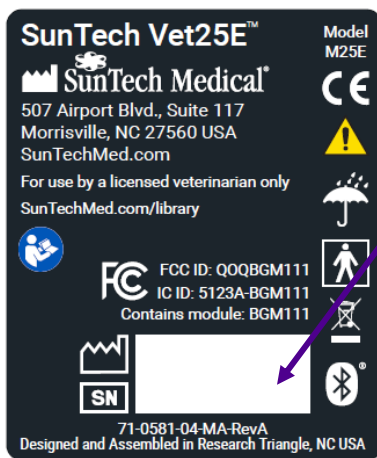 SunTech Vet25E™
Model
M25E
SunTech Medical®
507 Airport Blvd., Suite 117
Morrisville, NC 27560 USA
SunTechMed.com
For use by a licensed veterinarian only
SunTechMed.com/library
CE
FC FCC ID: QOQBGM111
IC ID: 5123A-BGM111
Contains module: BGM111
SN
71-0581-04-MA-RevA
Designed and Assembled in Research Triangle, NC USA